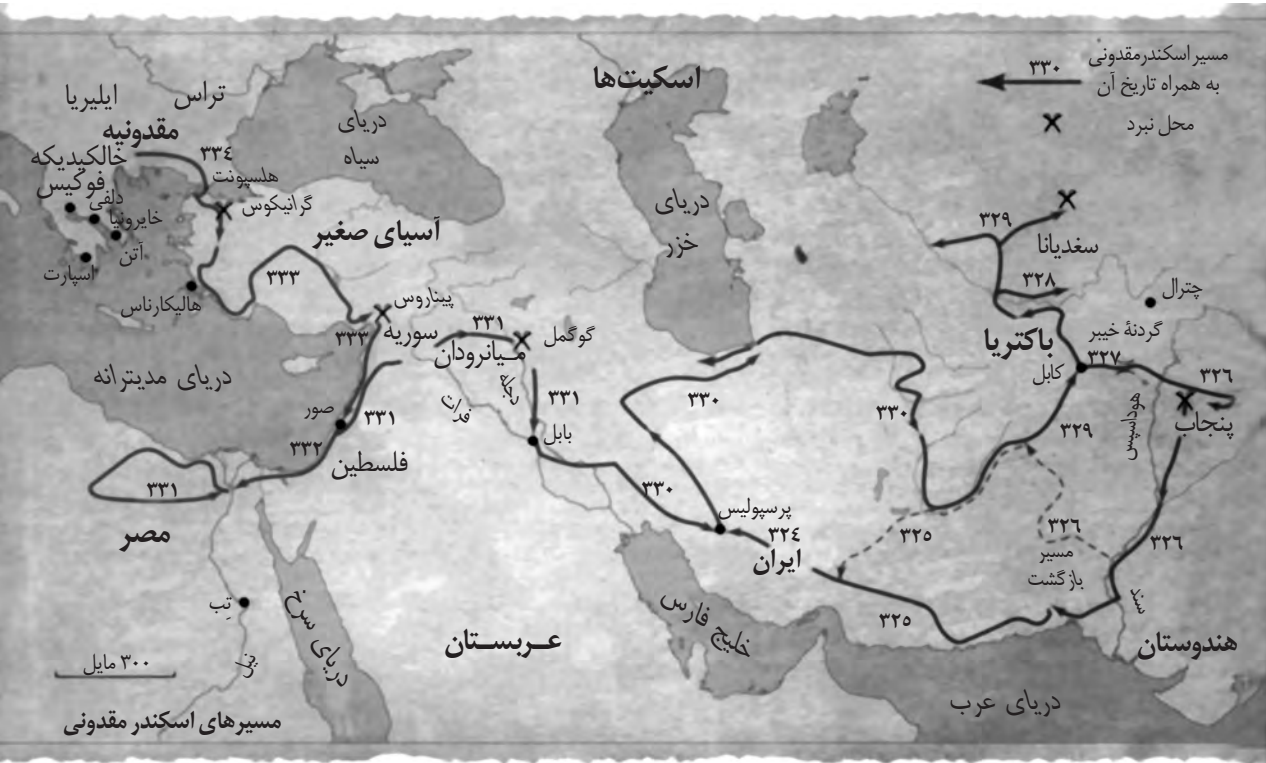 مسیر اسکندر مقدونی
به همراه تاریخ آن
۳۳۰
محل نبرد
اسکیت‌ها
تراس
ایلیریا
مقدونیه
خالکیدیکه
فوکیس
دلفی
خایرونیا
آتن
اسپارت
۳۳۴
هلسپونت
گرانیکوس
دریای
سیاه
آسیای صغیر
۳۳۳
هالیکارناس
پیناروس
۳۳۳
سوریه
۳۳۱
گوگمل
میانرودان
دجله
فرات
۳۳۱
بابل
دریای مدیترانه
صور
۳۳۱
۳۳۲
فلسطین
۳۳۱
مصر
تِب
نیل
دریای سرخ
عربستان
دریای
خزر
۳۳۰
۳۳۰
۳۳۰
پرسپولیس
۳۲۴
ایران
خلیج فارس
۳۲۹
سغدیانا
۳۲۸
چترال
گردنهٔ خیبر
باکتریا
۳۲۷
کابل
۳۲۶
پنجاب
هوداسپس
۳۲۹
۳۲۵
۳۲۶
مسیر
بازگشت
۳۲۶
سند
۳۲۵
هندوستان
دریای عرب
۳۰۰ مایل
مسیرهای اسکندر مقدونی